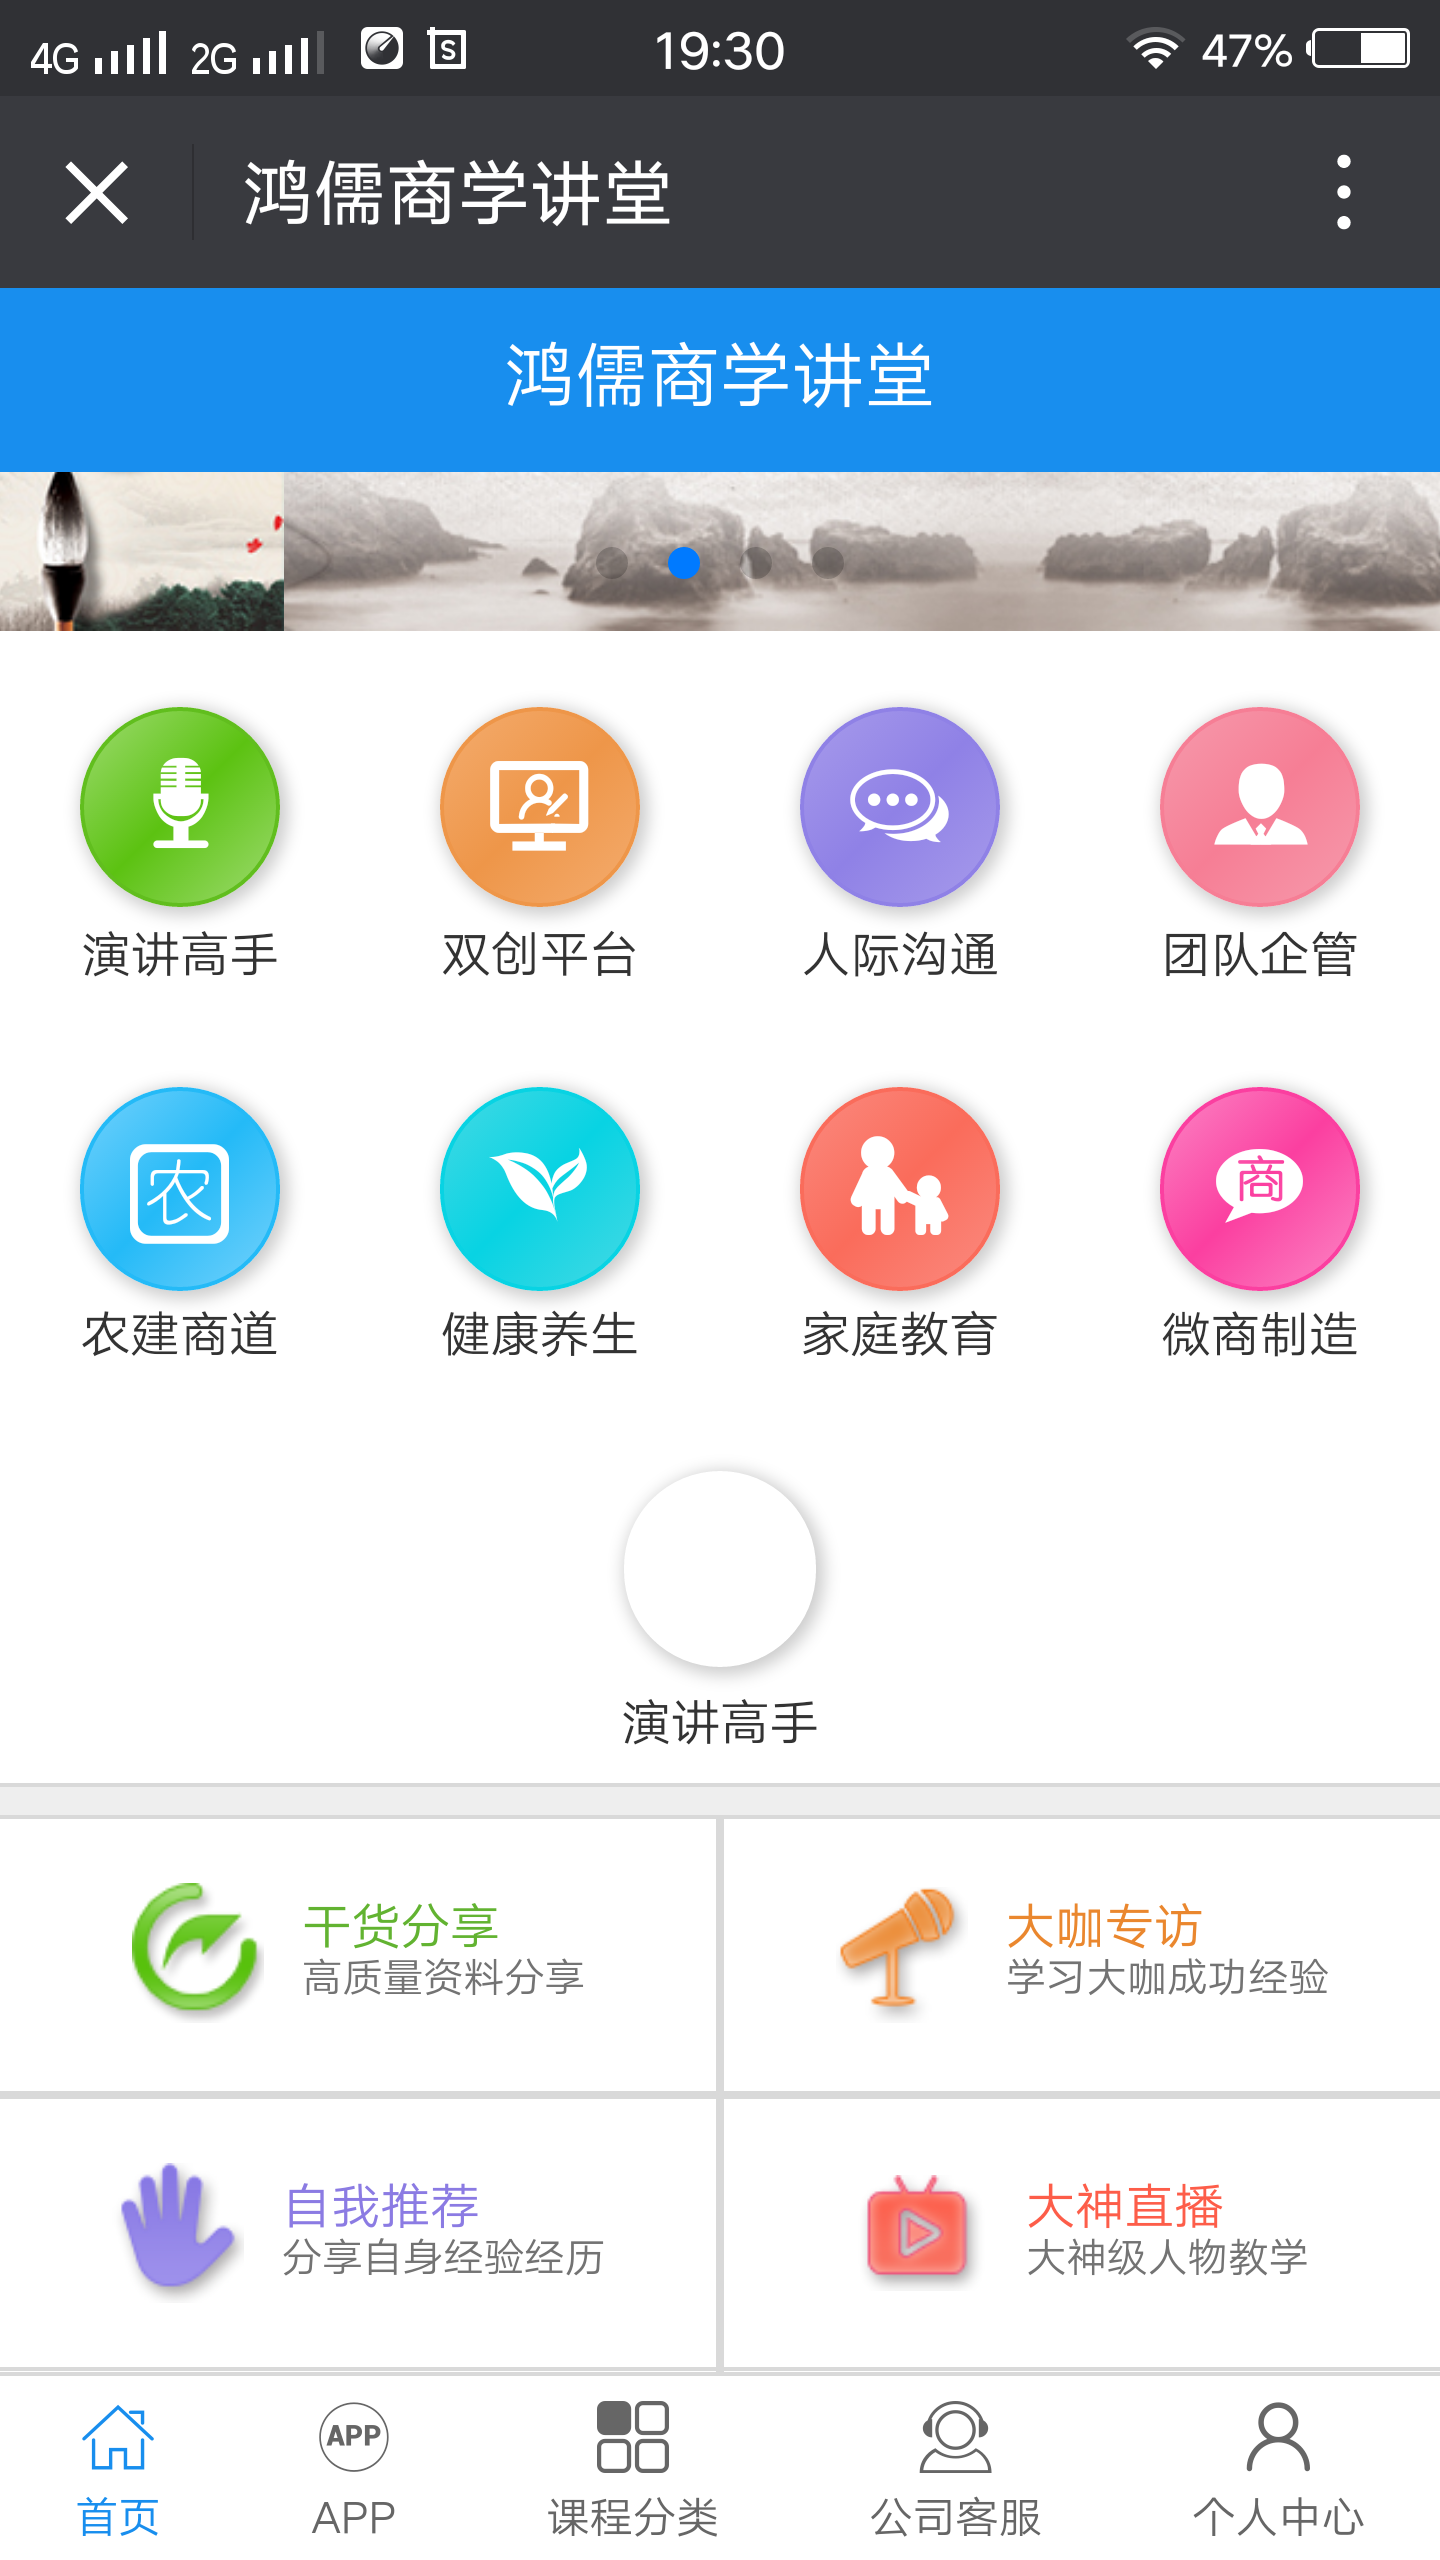 4G 2G S 19:30 47%
鸿儒商学讲堂
鸿儒商学讲堂
演讲高手 双创平台 人际沟通 团队企管
农 商
农建商道 健康养生 家庭教育 微商制造
演讲高手
干货分享 大咖专访
高质量资料分享 学习大咖成功经验
自我推荐 大神直播
分享自身经验经历 大神级人物教学
APP
首页 APP 课程分类 公司客服 个人中心